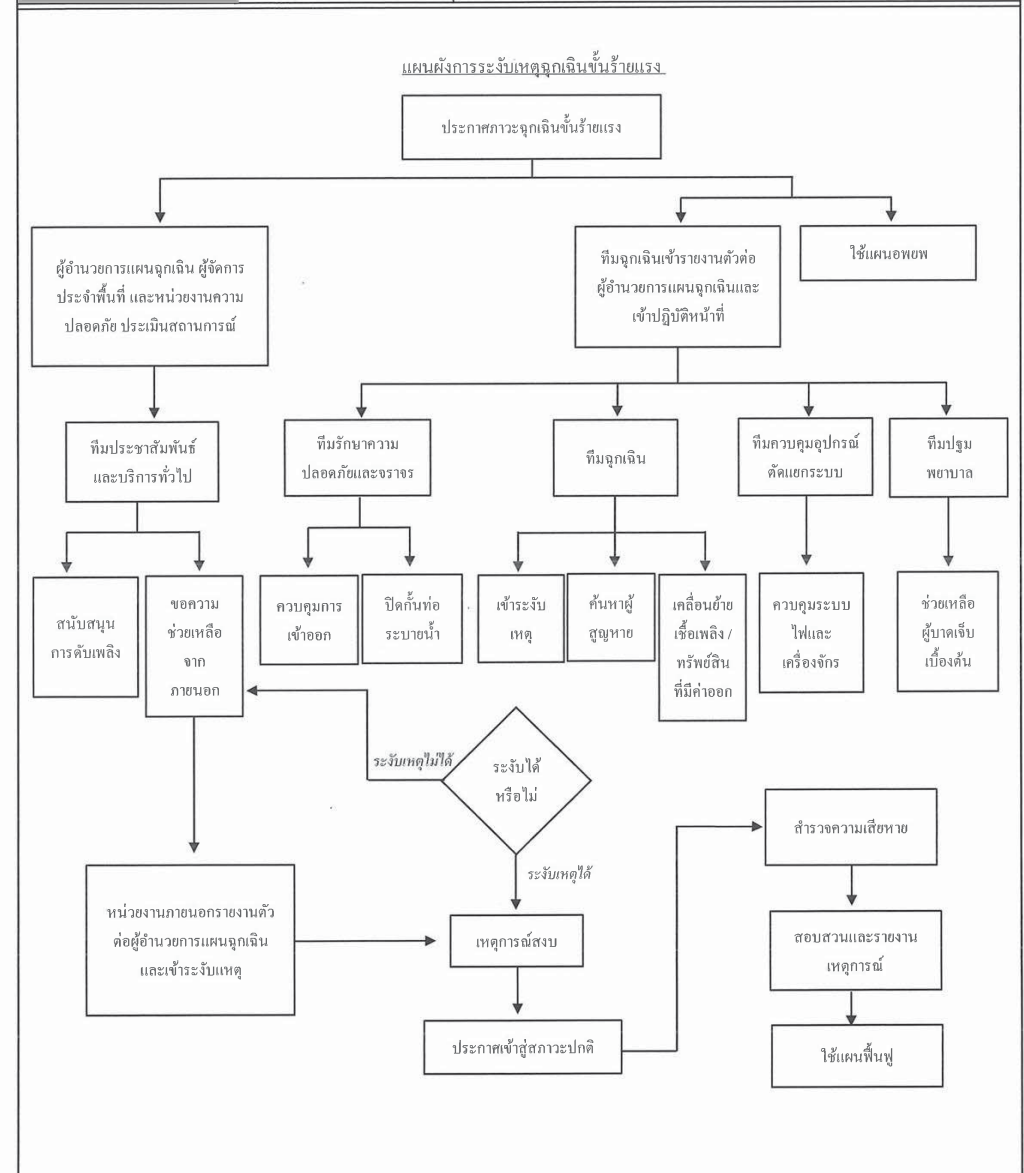 แผนผังการระงับเหตุฉุกเฉินขั้นร้ายแรง
ประกาศภาวะฉุกเฉินขั้นร้ายแรง
ผู้อำนวยการแผนฉุกเฉิน ผู้จัดการ
ประจำพื้นที่ และหน่วยงานความ
ปลอดภัย ประเมินสถานการณ์
ทีมฉุกเฉินเข้ารายงานตัวต่อ
ผู้อำนวยการแผนฉุกเฉินและ
เข้าปฏิบัติหน้าที่
ใช้แผนอพยพ
ทีมประชาสัมพันธ์
และบริการทั่วไป
ทีมรักษาความ
ปลอดภัยและจราจร
ทีมฉุกเฉิน
ทีมควบคุมอุปกรณ์
ตัดแยกระบบ
ทีมปฐม
พยาบาล
สนับสนุน
การดับเพลิง
ขอความ
ช่วยเหลือ
จาก
ภายนอก
ควบคุมการ
เข้าออก
ปิดกั้นท่อ
ระบายน้ำ
เข้าระงับ
เหตุ
ค้นหาผู้
สูญหาย
เคลื่อนย้าย
เชื้อเพลิง /
ทรัพย์สิน
ที่มีค่าออก
ควบคุมระบบ
ไฟและ
เครื่องจักร
ช่วยเหลือ
ผู้บาดเจ็บ
เบื้องต้น
ระงับเหตุไม่ได้
ระงับได้
หรือไม่
ระงับเหตุได้
หน่วยงานภายนอกรายงานตัว
ต่อผู้อำนวยการแผนฉุกเฉิน
และเข้าระงับแหตุ
เหตุการณ์สงบ
ประกาศเข้าสู่สภาวะปกติ
สำรวจความเสียหาย
สอบสวนและรายงาน
เหตุการณ์
ใช้แผนฟื้นฟู